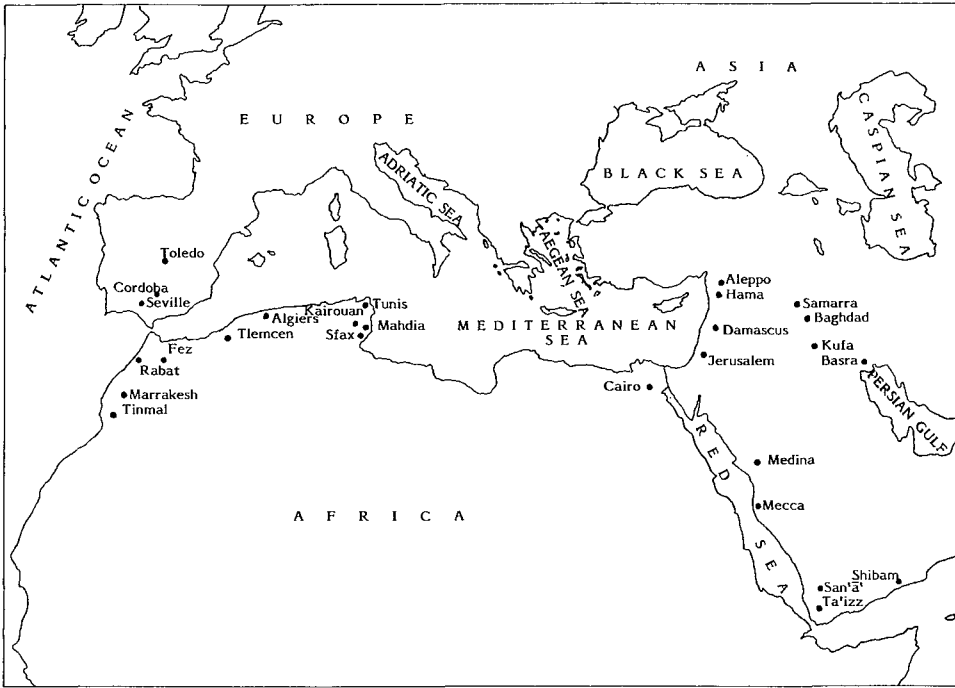 A S I A
E U R O P E
ATLANTIC OCEAN
CASPIAN SEA
BLACK SEA
ADRIATIC SEA
AEGEAN SEA
Toledo
Cordoba
Seville
Aleppo
Hama
Samarra
Baghdad
Tunis
Kairouan
Algiers
Mahdia
Sfax
Tlemcen
MEDITERRANEAN
SEA
Damascus
Kufa
Jerusalem
Basra
Fez
Rabat
Cairo
PERSIAN GULF
Marrakesh
Tinmal
RED SEA
Medina
Mecca
A F R I C A
Shibam
San'ā'
Ta'izz